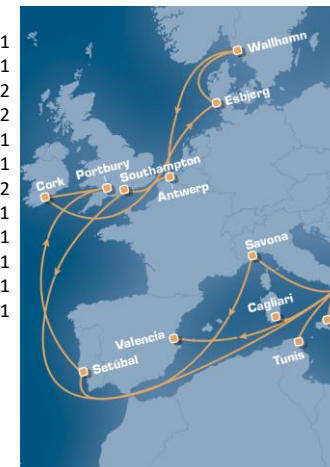 1
1
2
2
1
1
2
1
1
1
1
1
Wallhamn
Esbjerg
Portbury
Southampton
Cork
Antwerp
Savona
Cagliari
Valencia
Tunis
Setúbal